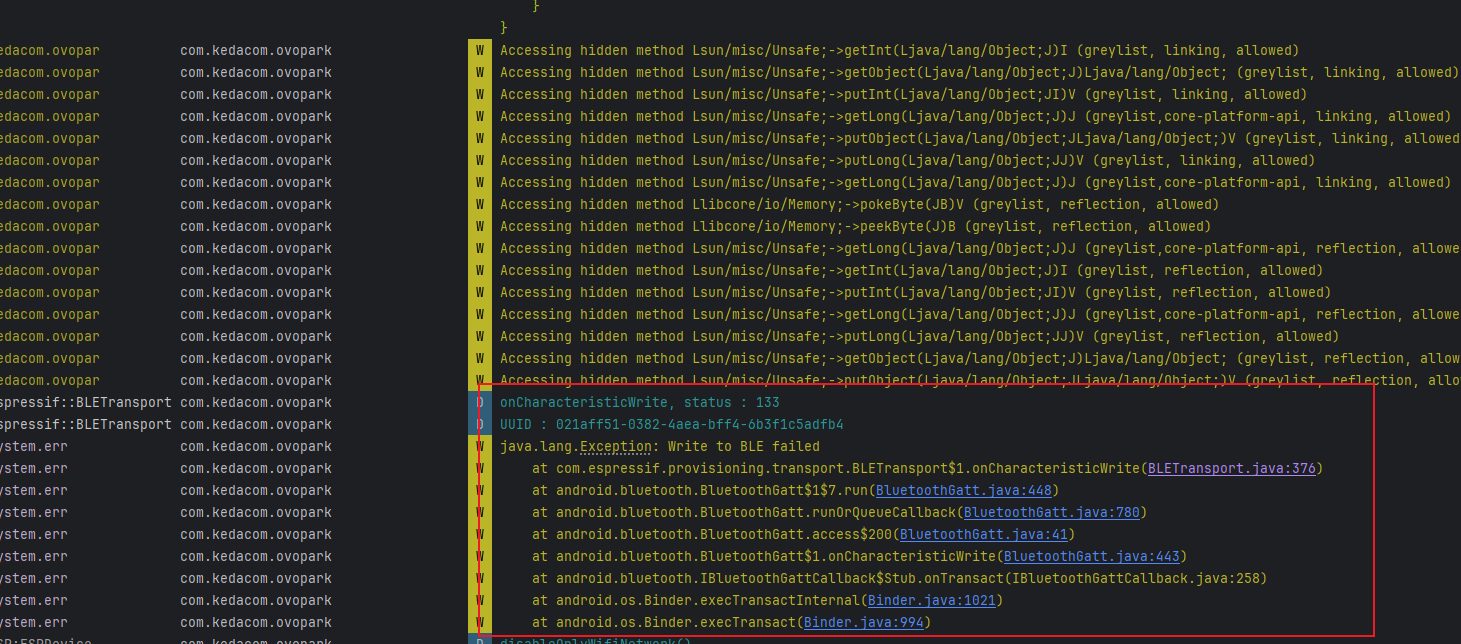 }
}
edacom.ovopar com.kedacom.ovopark W Accessing hidden method Lsun/misc/Unsafe;->getInt(Ljava/lang/Object;J)I (greylist, linking, allowed)
edacom.ovopar com.kedacom.ovopark W Accessing hidden method Lsun/misc/Unsafe;->getObject(Ljava/lang/Object;J)Ljava/lang/Object; (greylist, linking, allowed)
edacom.ovopar com.kedacom.ovopark W Accessing hidden method Lsun/misc/Unsafe;->putInt(Ljava/lang/Object;JI)V (greylist, linking, allowed)
edacom.ovopar com.kedacom.ovopark W Accessing hidden method Lsun/misc/Unsafe;->getLong(Ljava/lang/Object;J)J (greylist,core-platform-api, linking, allowed)
edacom.ovopar com.kedacom.ovopark W Accessing hidden method Lsun/misc/Unsafe;->putObject(Ljava/lang/Object;JLjava/lang/Object;)V (greylist, linking, allowed
edacom.ovopar com.kedacom.ovopark W Accessing hidden method Lsun/misc/Unsafe;->putLong(Ljava/lang/Object;JJ)V (greylist, linking, allowed)
edacom.ovopar com.kedacom.ovopark W Accessing hidden method Lsun/misc/Unsafe;->getLong(Ljava/lang/Object;J)J (greylist,core-platform-api, linking, allowed)
edacom.ovopar com.kedacom.ovopark W Accessing hidden method Llibcore/io/Memory;->pokeByte(JB)V (greylist, reflection, allowed)
edacom.ovopar com.kedacom.ovopark W Accessing hidden method Llibcore/io/Memory;->peekByte(J)B (greylist, reflection, allowed)
edacom.ovopar com.kedacom.ovopark W Accessing hidden method Lsun/misc/Unsafe;->getLong(Ljava/lang/Object;J)J (greylist,core-platform-api, reflection, allowe
edacom.ovopar com.kedacom.ovopark W Accessing hidden method Lsun/misc/Unsafe;->getInt(Ljava/lang/Object;J)I (greylist, reflection, allowed)
edacom.ovopar com.kedacom.ovopark W Accessing hidden method Lsun/misc/Unsafe;->putInt(Ljava/lang/Object;JI)V (greylist, reflection, allowed)
edacom.ovopar com.kedacom.ovopark W Accessing hidden method Lsun/misc/Unsafe;->getLong(Ljava/lang/Object;J)J (greylist,core-platform-api, reflection, allowe
edacom.ovopar com.kedacom.ovopark W Accessing hidden method Lsun/misc/Unsafe;->putLong(Ljava/lang/Object;JJ)V (greylist, reflection, allowed)
edacom.ovopar com.kedacom.ovopark W Accessing hidden method Lsun/misc/Unsafe;->getObject(Ljava/lang/Object;J)Ljava/lang/Object; (greylist, reflection, allow
edacom.ovopar com.kedacom.ovopark W Accessing hidden method Lsun/misc/Unsafe;->putObject(Ljava/lang/Object;JLjava/lang/Object;)V (greylist, reflection, allo
spressif::BLETransport com.kedacom.ovopark D onCharacteristicWrite, status : 133
spressif::BLETransport com.kedacom.ovopark D UUID : 021aff51-0382-4aea-bff4-6b3f1c5adfb4
ystem.err com.kedacom.ovopark W java.lang.Exception: Write to BLE failed
ystem.err com.kedacom.ovopark W at com.espressif.provisioning.transport.BLETransport$1.onCharacteristicWrite(BLETransport.java:376)
ystem.err com.kedacom.ovopark W at android.bluetooth.BluetoothGatt$1$7.run(BluetoothGatt.java:448)
ystem.err com.kedacom.ovopark W at android.bluetooth.BluetoothGatt.runOrQueueCallback(BluetoothGatt.java:780)
ystem.err com.kedacom.ovopark W at android.bluetooth.BluetoothGatt.access$200(BluetoothGatt.java:41)
ystem.err com.kedacom.ovopark W at android.bluetooth.BluetoothGatt$1.onCharacteristicWrite(BluetoothGatt.java:443)
ystem.err com.kedacom.ovopark W at android.bluetooth.IBluetoothGattCallback$Stub.onTransact(IBluetoothGattCallback.java:258)
ystem.err com.kedacom.ovopark W at android.os.Binder.execTransactInternal(Binder.java:1021)
ystem.err com.kedacom.ovopark W at android.os.Binder.execTransact(Binder.java:994)
SP:ESPDevice com.kedacom.ovopark D disableOnlyWifiNetwork()